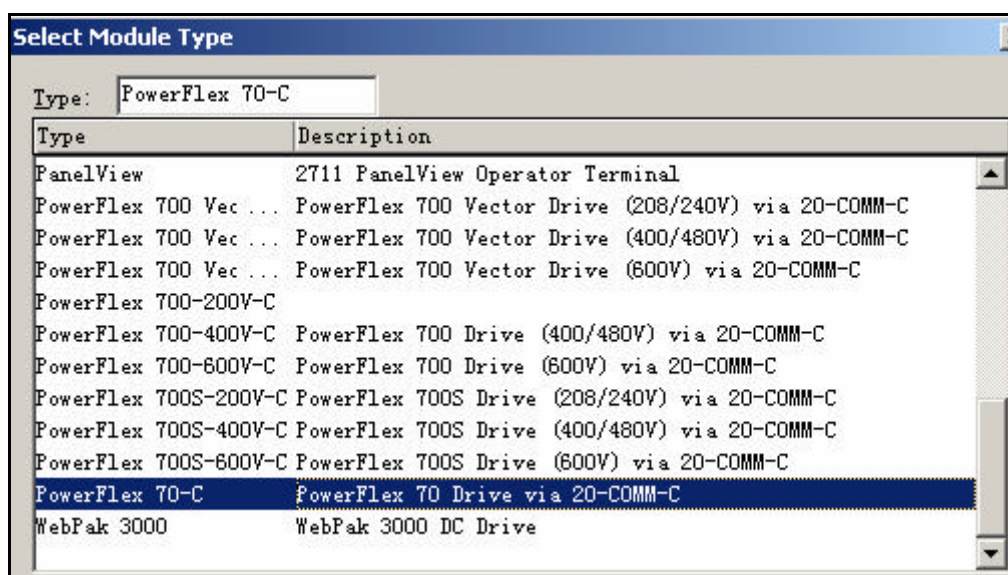 Select Module Type
Type: PowerFlex 70-C
Type Description
PanelView 2711 PanelView Operator Terminal
PowerFlex 700 Vec ... PowerFlex 700 Vector Drive (208/240V) via 20-COMM-C
PowerFlex 700 Vec ... PowerFlex 700 Vector Drive (400/480V) via 20-COMM-C
PowerFlex 700 Vec ... PowerFlex 700 Vector Drive (600V) via 20-COMM-C
PowerFlex 700-200V-C
PowerFlex 700-400V-C PowerFlex 700 Drive (400/480V) via 20-COMM-C
PowerFlex 700-600V-C PowerFlex 700 Drive (600V) via 20-COMM-C
PowerFlex 700S-200V-C PowerFlex 700S Drive (208/240V) via 20-COMM-C
PowerFlex 700S-400V-C PowerFlex 700S Drive (400/480V) via 20-COMM-C
PowerFlex 700S-600V-C PowerFlex 700S Drive (600V) via 20-COMM-C
PowerFlex 70-C PowerFlex 70 Drive via 20-COMM-C
WebPak 3000 WebPak 3000 DC Drive